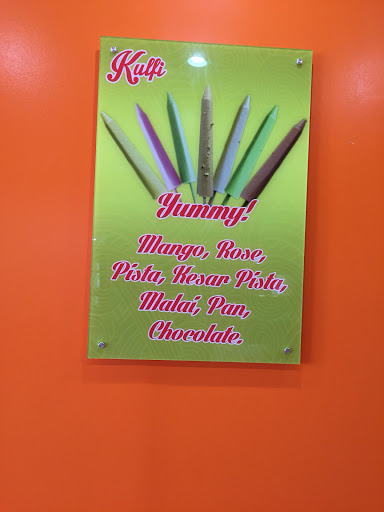 Kulfi
Yummy!
Mango, Rose,
Pista, Kesar Pista,
Malai, Pan,
Chocolate.